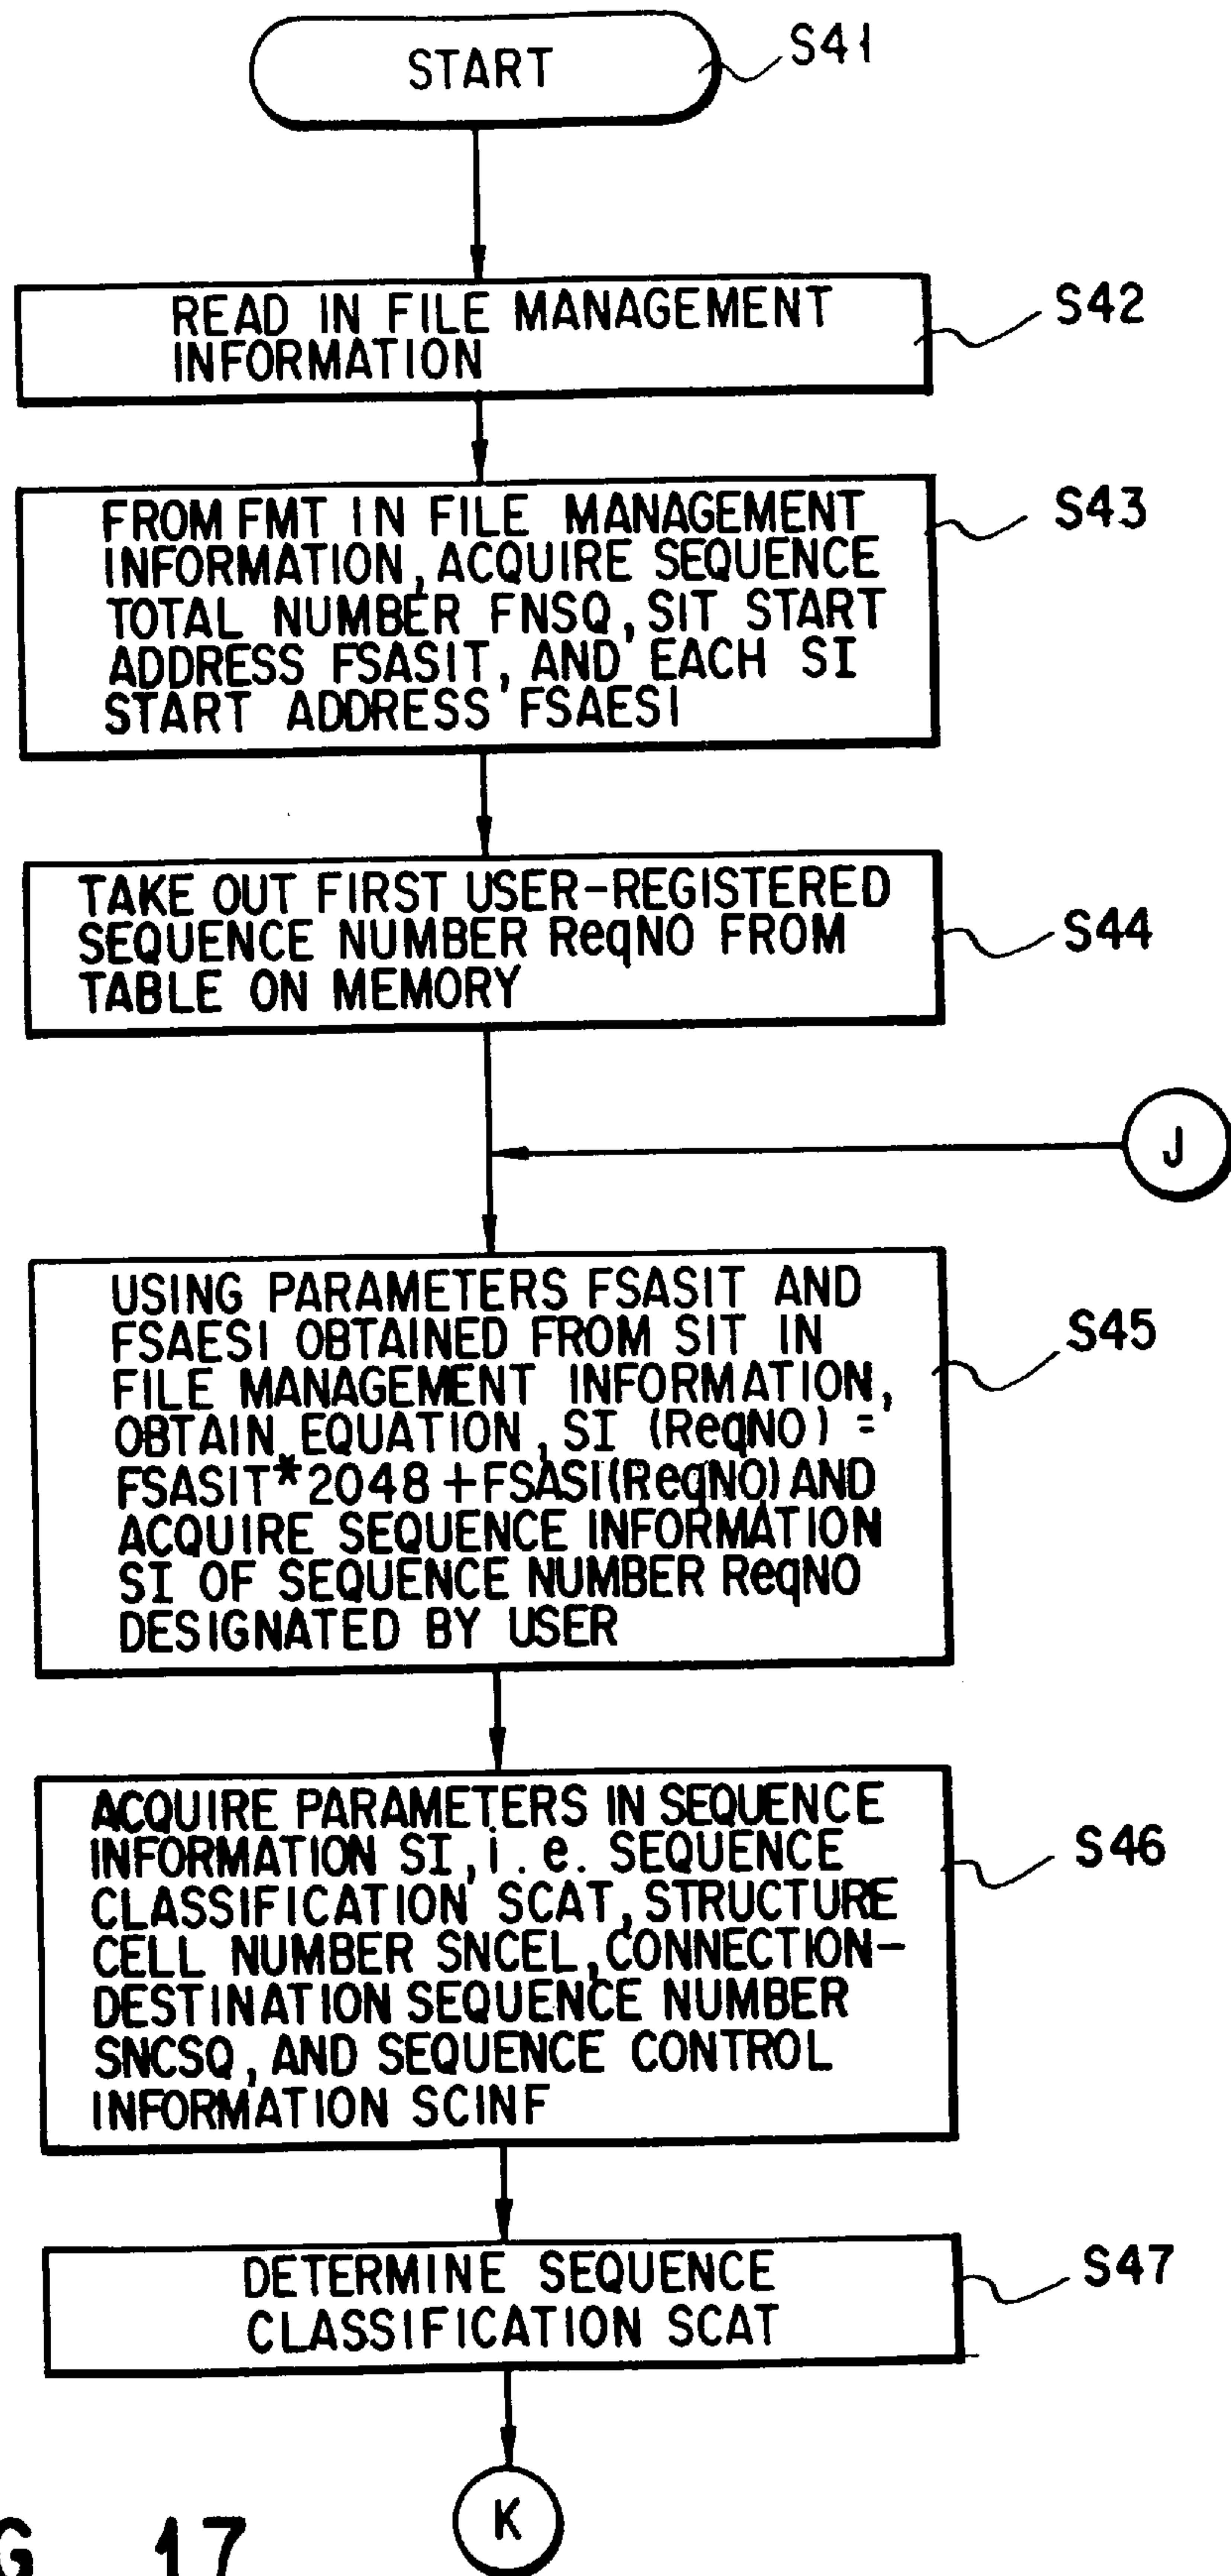 START
S41
READ IN FILE MANAGEMENT
INFORMATION
S42
FROM FMT IN FILE MANAGEMENT
INFORMATION, ACQUIRE SEQUENCE
TOTAL NUMBER FNSQ, SIT START
ADDRESS FSASIT, AND EACH SI
START ADDRESS FSAESI
S43
TAKE OUT FIRST USER-REGISTERED
SEQUENCE NUMBER ReqNO FROM
TABLE ON MEMORY
S44
J
USING PARAMETERS FSASIT AND
FSAESI OBTAINED FROM SIT IN
FILE MANAGEMENT INFORMATION,
OBTAIN EQUATION, SI (ReqNO) =
FSASIT*2048+FSASI(ReqNO) AND
ACQUIRE SEQUENCE INFORMATION
SI OF SEQUENCE NUMBER ReqNO
DESIGNATED BY USER
S45
ACQUIRE PARAMETERS IN SEQUENCE
INFORMATION SI, i.e. SEQUENCE
CLASSIFICATION SCAT, STRUCTURE
CELL NUMBER SNCEL, CONNECTION-
DESTINATION SEQUENCE NUMBER
SNCSQ, AND SEQUENCE CONTROL
INFORMATION SCINF
S46
DETERMINE SEQUENCE
CLASSIFICATION SCAT
S47
K
G 17